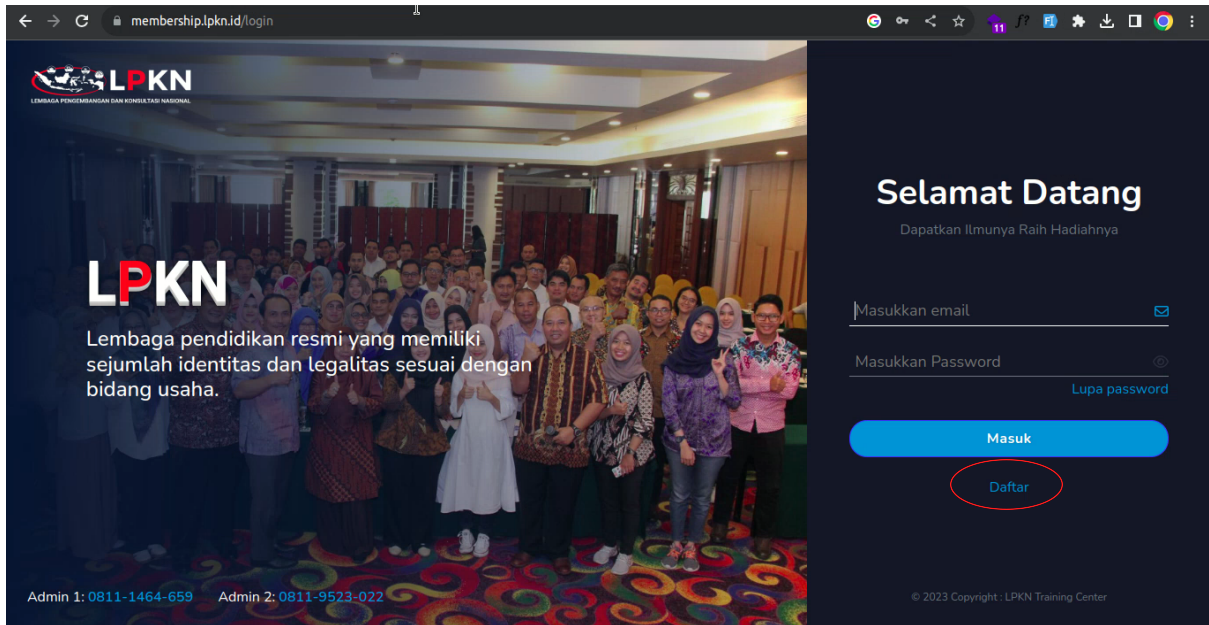 membership.lpkn.id/login
11
f?
LPKN
LEMBAGA PENGEMBANGAN DAN KONSULTASI NASIONAL
Selamat Datang
Dapatkan Ilmunya Raih Hadiahnya
LPKN
Lembaga pendidikan resmi yang memiliki
sejumlah identitas dan legalitas sesuai dengan
bidang usaha.
Masukkan email
Masukkan Password
Lupa password
Masuk
Daftar
Admin 1: 0811-1464-659 Admin 2: 0811-9523-022
© 2023 Copyright : LPKN Training Center